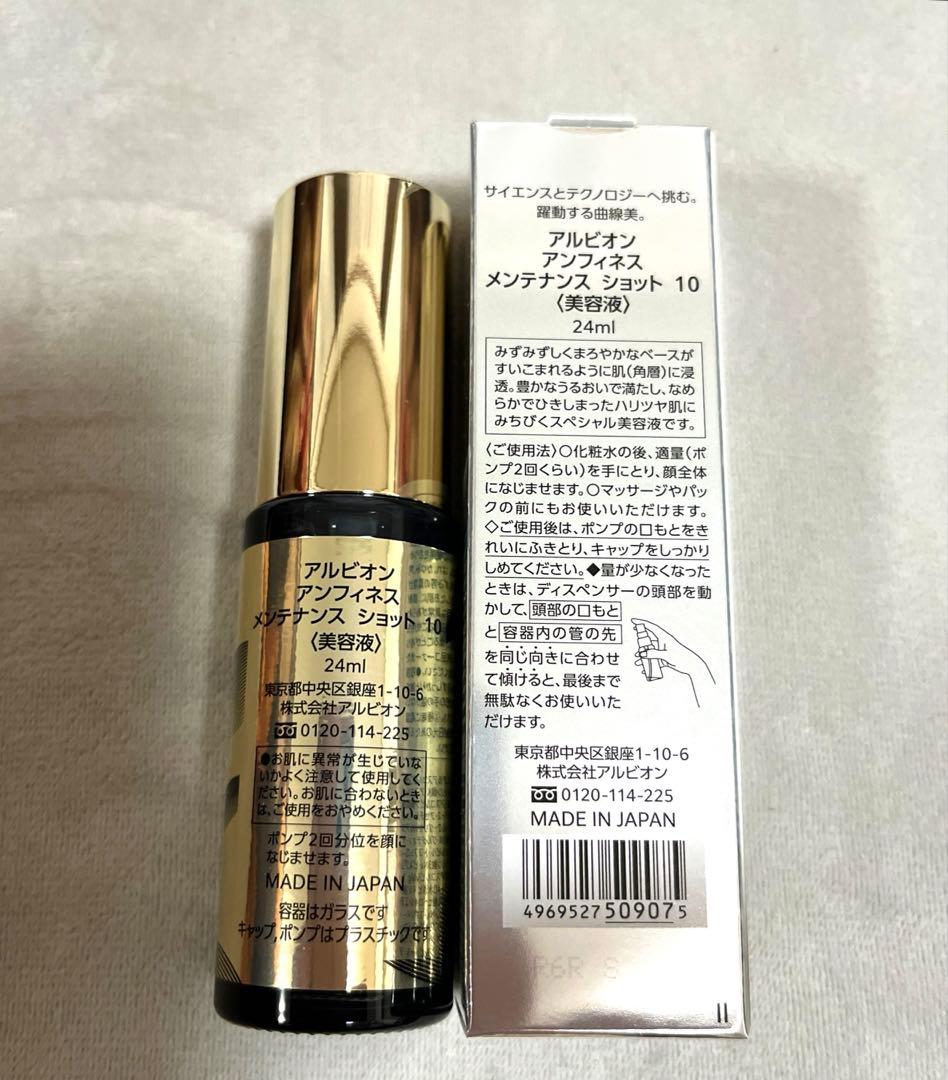 アルビオン
アンフィネス
メンテナンス ショット 10
〈美容液〉
24ml
東京都中央区銀座1-10-6
株式会社アルビオン
0120-114-225
●お肌に異常が生じていな
いかよく注意して使用してく
ださい。お肌に合わないとき
は、ご使用をおやめください。
ポンプ2回分位を顔に
なじませます。
MADE IN JAPAN
容器はガラスです
キャップ,ポンプはプラスチックです
サイエンスとテクノロジーへ挑む。
躍動する曲線美。
アルビオン
アンフィネス
メンテナンス ショット 10
〈美容液〉
24ml
みずみずしくまろやかなベースが
すいこまれるように肌(角層)に浸
透。豊かなうるおいで満たし、なめ
らかでひきしまったハリツヤ肌に
みちびくスペシャル美容液です。
〈ご使用法〉○化粧水の後、適量(ポ
ンプ2回くらい)を手にとり、顔全体
になじませます。○マッサージやパッ
クの前にもお使いいただけます。
◇ご使用後は、ポンプの口もとをき
れいにふきとり、キャップをしっかり
しめてください。◆量が少なくなった
ときは、ディスペンサーの頭部を動
かして、頭部の口もと
と容器内の管の先
を同じ向きに合わせ
て傾けると、最後まで
無駄なくお使いいた
だけます。
東京都中央区銀座1-10-6
株式会社アルビオン
0120-114-225
MADE IN JAPAN
4969527509075